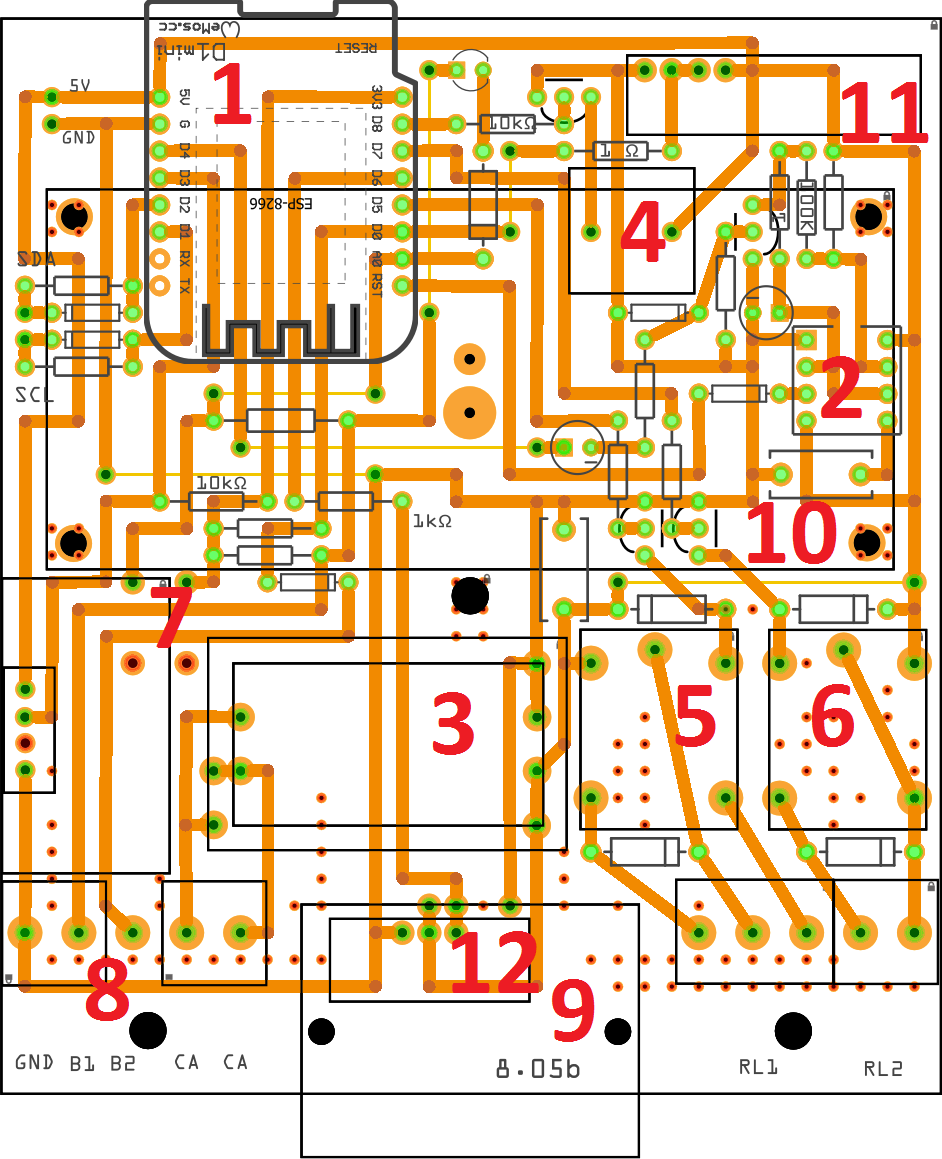 WeMos.cc
D1 mini
RESET
5V
GND
1
5V
G
D4
D3
D2
D1
RX
TX
3V3
D8
D7
D6
D5
D0
A0
RST
ESP-8266
10kΩ
1 Ω
11
4
100K
SDA
SCL
2
10kΩ
1kΩ
10
7
3
5
6
12
8
9
GND B1 B2 CA CA
8.05b
RL1
RL2